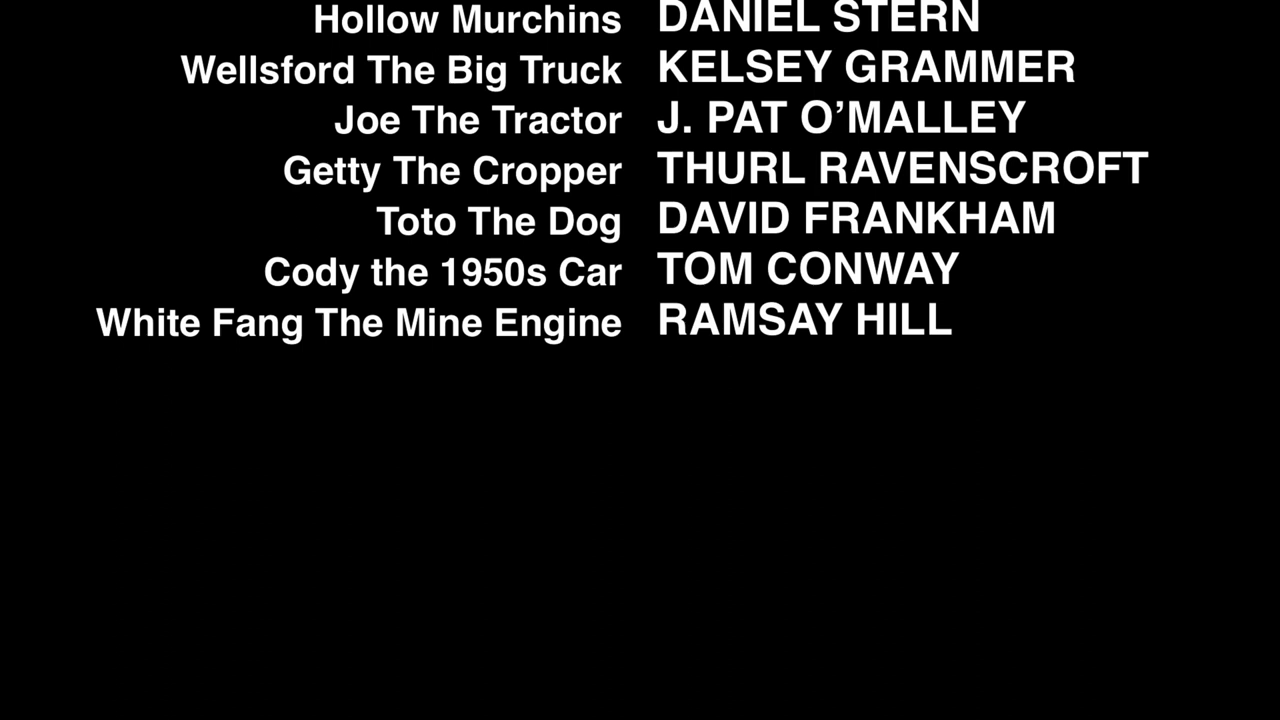 Hollow Murchins DANIEL STERN
Wellsford The Big Truck KELSEY GRAMMER
Joe The Tractor J. PAT O’MALLEY
Getty The Cropper THURL RAVENSCROFT
Toto The Dog DAVID FRANKHAM
Cody the 1950s Car TOM CONWAY
White Fang The Mine Engine RAMSAY HILL